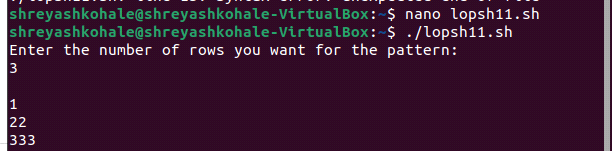 shreyashkohale@shreyashkohale-VirtualBox:~$ nano lopsh11.sh
shreyashkohale@shreyashkohale-VirtualBox:~$ ./lopsh11.sh
Enter the number of rows you want for the pattern:
3
1
22
333